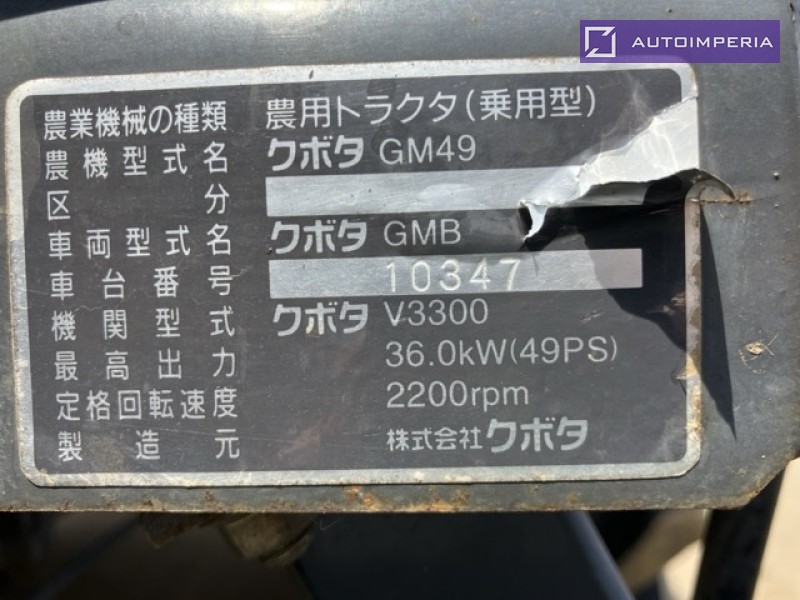 AUTOIMPERIA
農業機械の種類 農用トラクタ(乗用型)
農機型式名 クボタ GM49
区分
車両型式名 クボタ GMB
車台番号 10347
機関型式 クボタ V3300
最高出力 36.0kW(49PS)
定格回転速度 2200rpm
製造元 株式会社クボタ